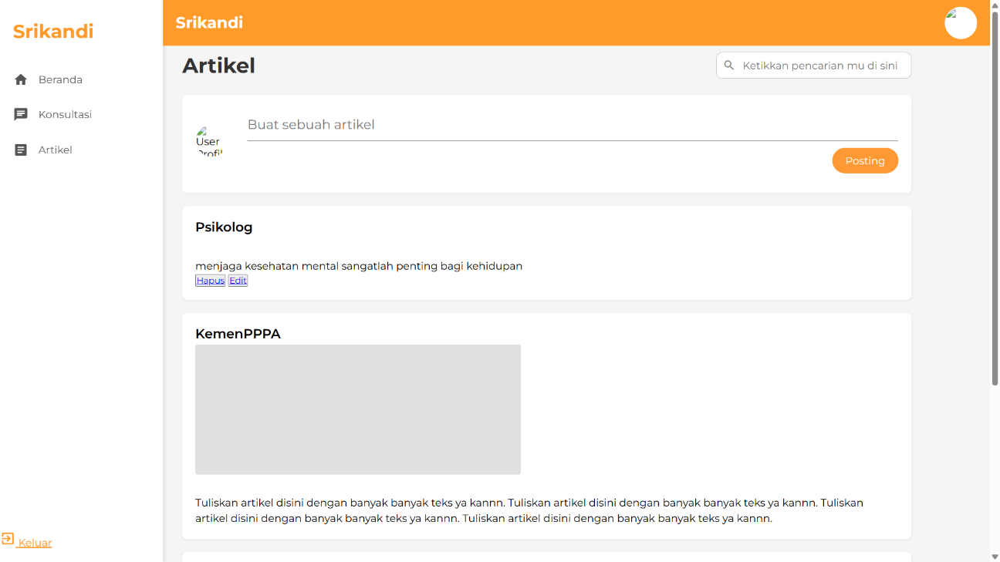 Srikandi
Beranda
Konsultasi
Artikel
Keluar
Srikandi
Artikel
Ketikkan pencarian mu di sini
User
Profil
Buat sebuah artikel
Posting
Psikolog
menjaga kesehatan mental sangatlah penting bagi kehidupan
Hapus Edit
KemenPPPA
Tuliskan artikel disini dengan banyak banyak teks ya kannn. Tuliskan artikel disini dengan banyak banyak teks ya kannn. Tuliskan
artikel disini dengan banyak banyak teks ya kannn. Tuliskan artikel disini dengan banyak banyak teks ya kannn.